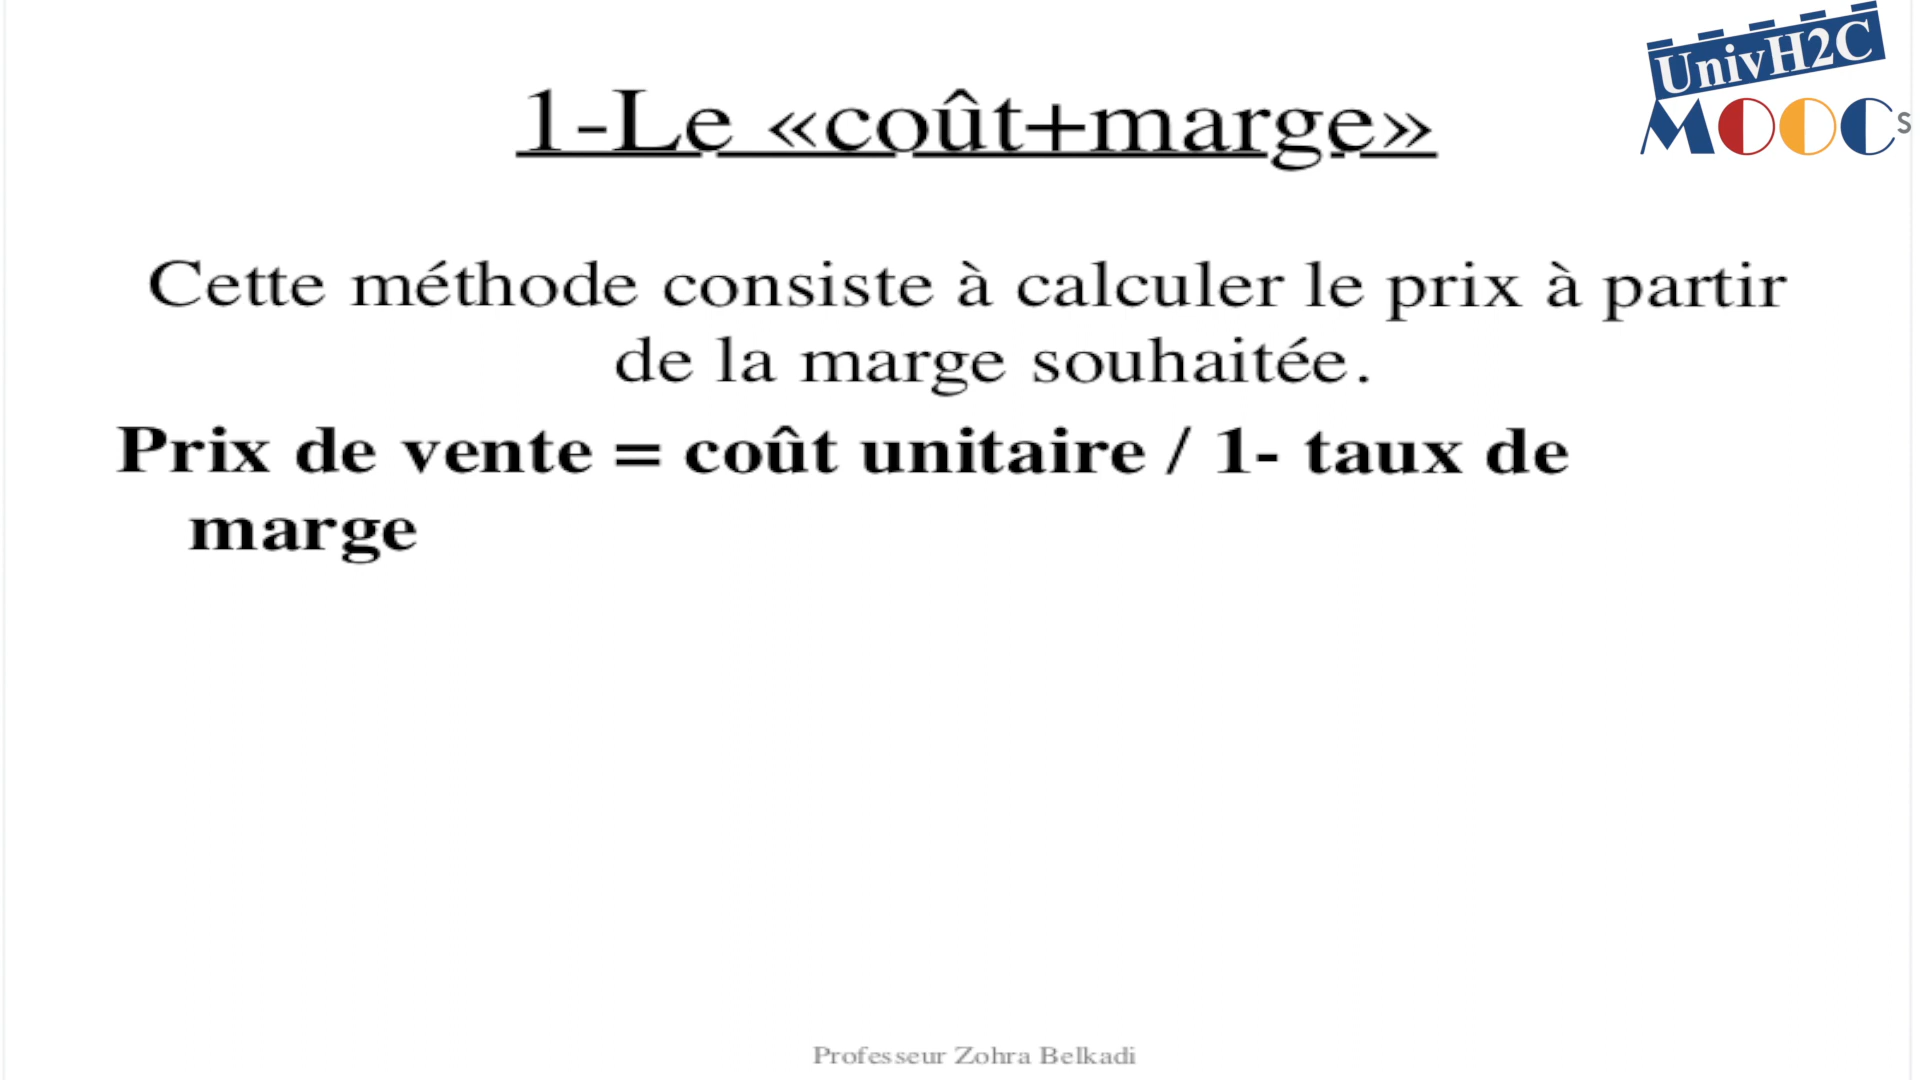 UnivH2C
MOOCs
1-Le «coût+marge»
Cette méthode consiste à calculer le prix à partir
de la marge souhaitée.
Prix de vente = coût unitaire / 1- taux de
marge
Professeur Zohra Belkadi